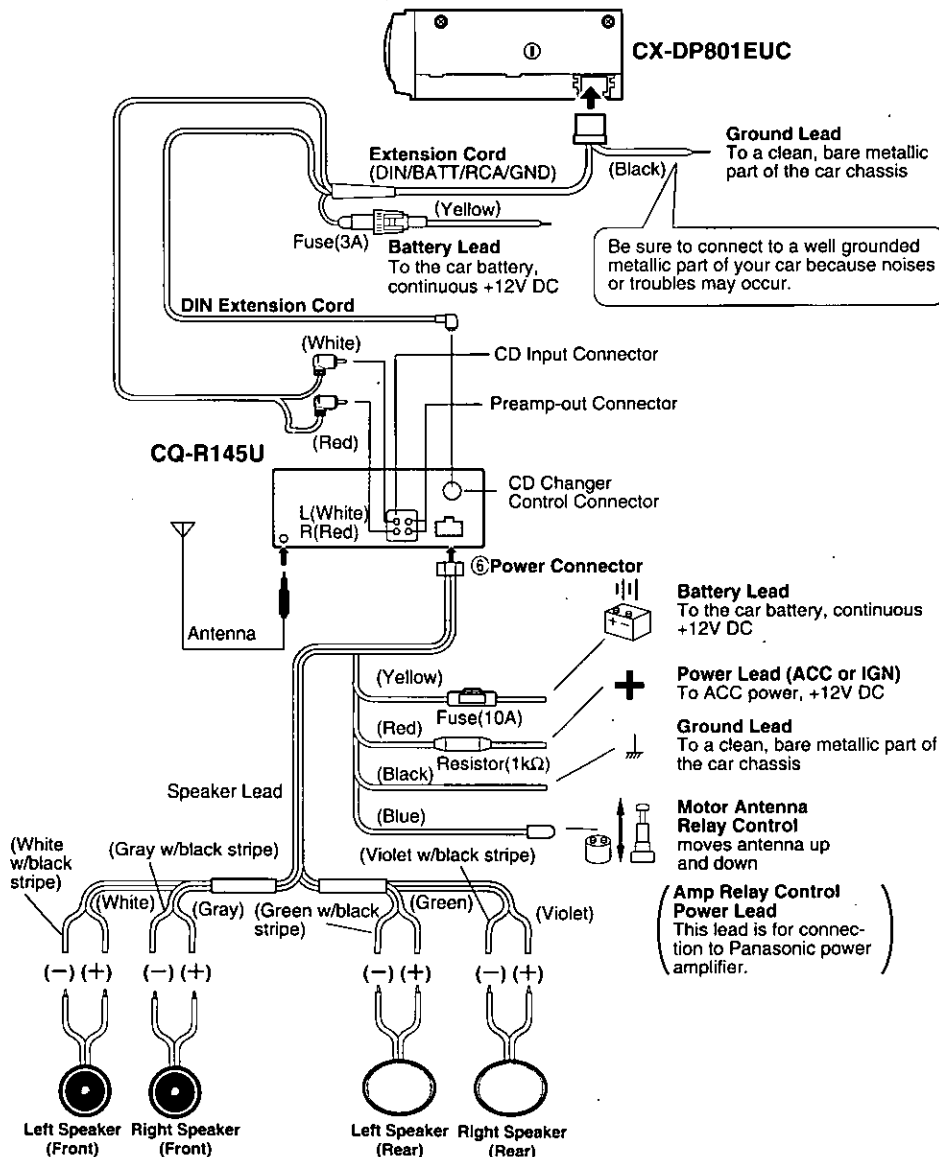 CX-DP801EUC
Ground Lead
To a clean, bare metallic
part of the car chassis
(Black)
Extension Cord
(DIN/BATT/RCA/GND)
(Yellow)
Fuse(3A)
Battery Lead
To the car battery,
continuous +12V DC
Be sure to connect to a well grounded
metallic part of your car because noises
or troubles may occur.
DIN Extension Cord
(White)
CD Input Connector
Preamp-out Connector
(Red)
CQ-R145U
CD Changer
Control Connector
L(White)
R(Red)
⑥Power Connector
Antenna
Battery Lead
To the car battery, continuous
+12V DC
(Yellow)
Fuse(10A)
Power Lead (ACC or IGN)
To ACC power, +12V DC
(Red)
Resistor(1kΩ)
Ground Lead
To a clean, bare metallic part of
the car chassis
(Black)
Speaker Lead
(Blue)
Motor Antenna
Relay Control
moves antenna up
and down
(Amp Relay Control
Power Lead
This lead is for connec-
tion to Panasonic power
amplifier.)
(White
w/black
stripe)
(Gray w/black stripe)
(Violet w/black stripe)
(White)
(Gray)
(Green w/black
stripe)
(Green)
(Violet)
(−) (+) (−) (+) (−) (+) (−) (+)
Left Speaker
(Front)
Right Speaker
(Front)
Left Speaker
(Rear)
Right Speaker
(Rear)